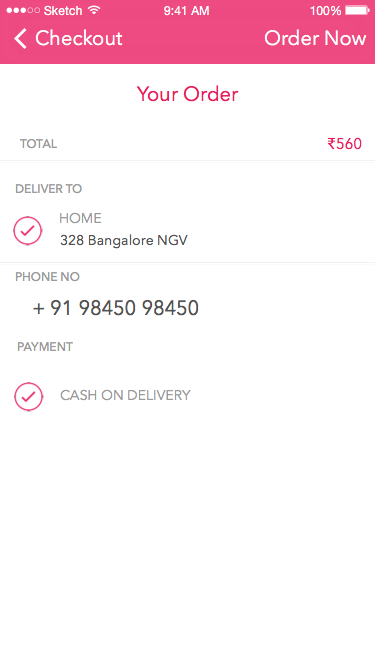 Sketch 9:41 AM 100%
Checkout Order Now
Your Order
TOTAL ₹560
DELIVER TO
HOME
328 Bangalore NGV
PHONE NO
+ 91 98450 98450
PAYMENT
CASH ON DELIVERY